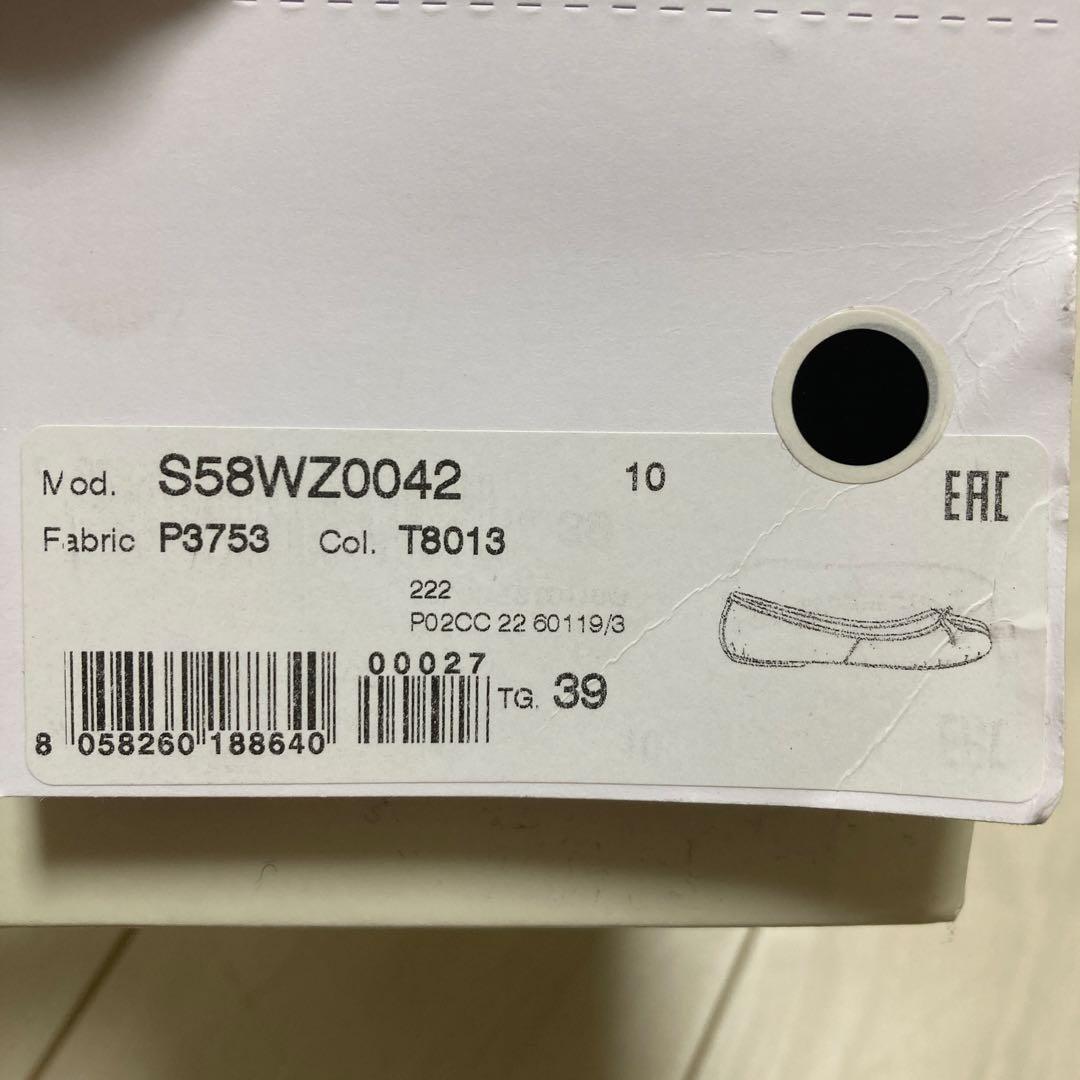 Mod. S58WZ0042 10
EAC
Fabric P3753 Col. T8013
222
P02CC 22 60119/3
00027
TG. 39
8 058260 188640